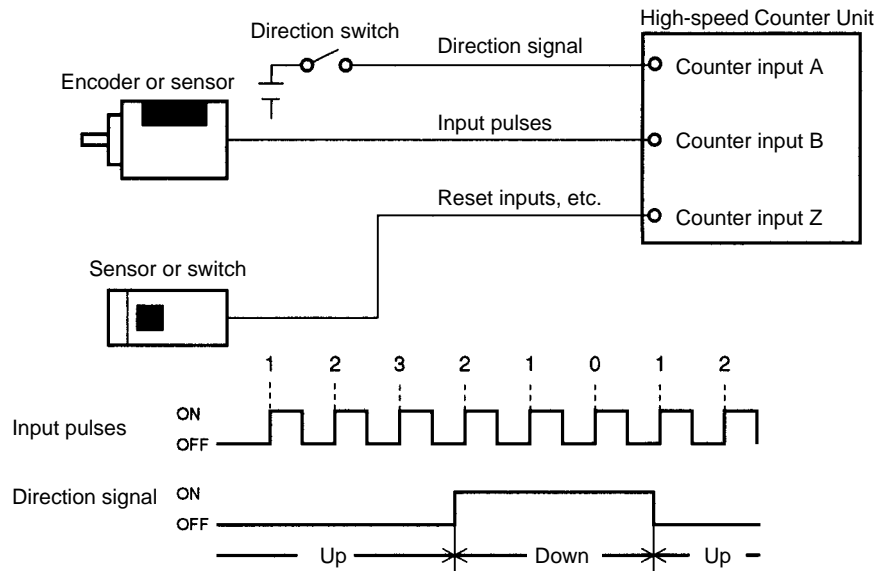 High-speed Counter Unit
Direction switch
Direction signal
Counter input A
Encoder or sensor
Input pulses
Counter input B
Reset inputs, etc.
Counter input Z
Sensor or switch
1 2 3 2 1 0 1 2
Input pulses ON
OFF
Direction signal ON
OFF
Up Down Up